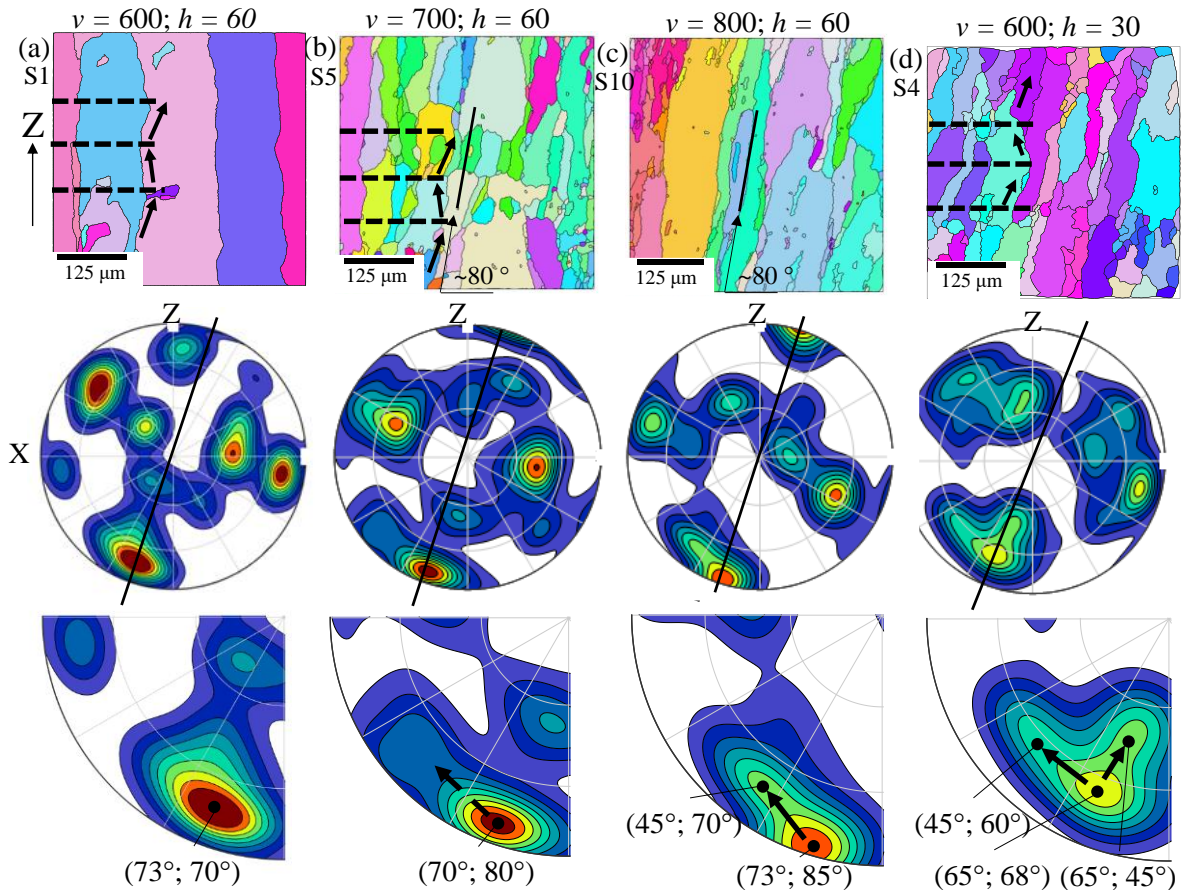 v = 600; h = 60
v = 700; h = 60
v = 800; h = 60
v = 600; h = 30
(a)
S1
(b)
S5
(c)
S10
(d)
S4
Z
~80 °
~80 °
125 μm
125 μm
125 μm
125 μm
Z
Z
Z
Z
X
(73°; 70°)
(70°; 80°)
(45°; 70°)
(73°; 85°)
(45°; 60°)
(65°; 68°)
(65°; 45°)